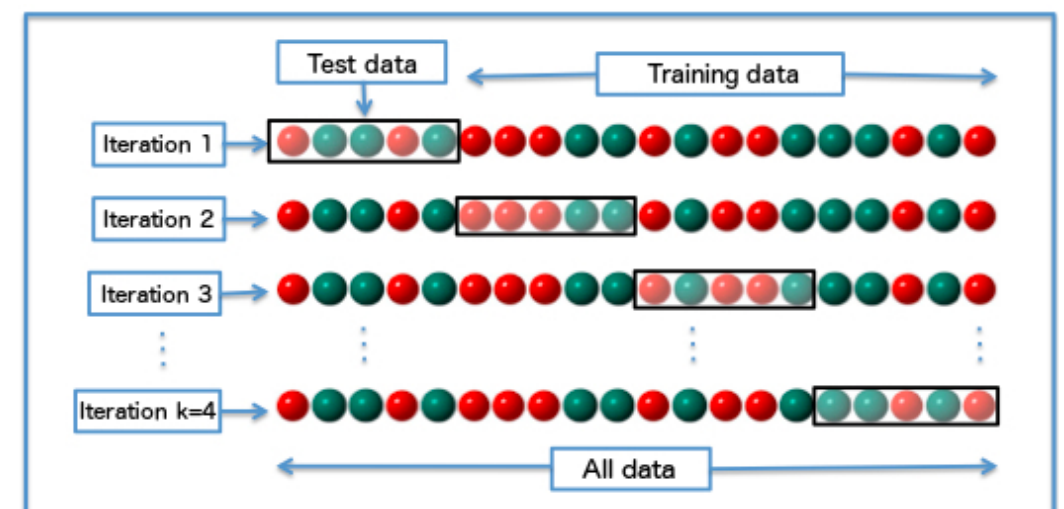 Test data
Training data
Iteration 1
Iteration 2
Iteration 3
Iteration k=4
All data